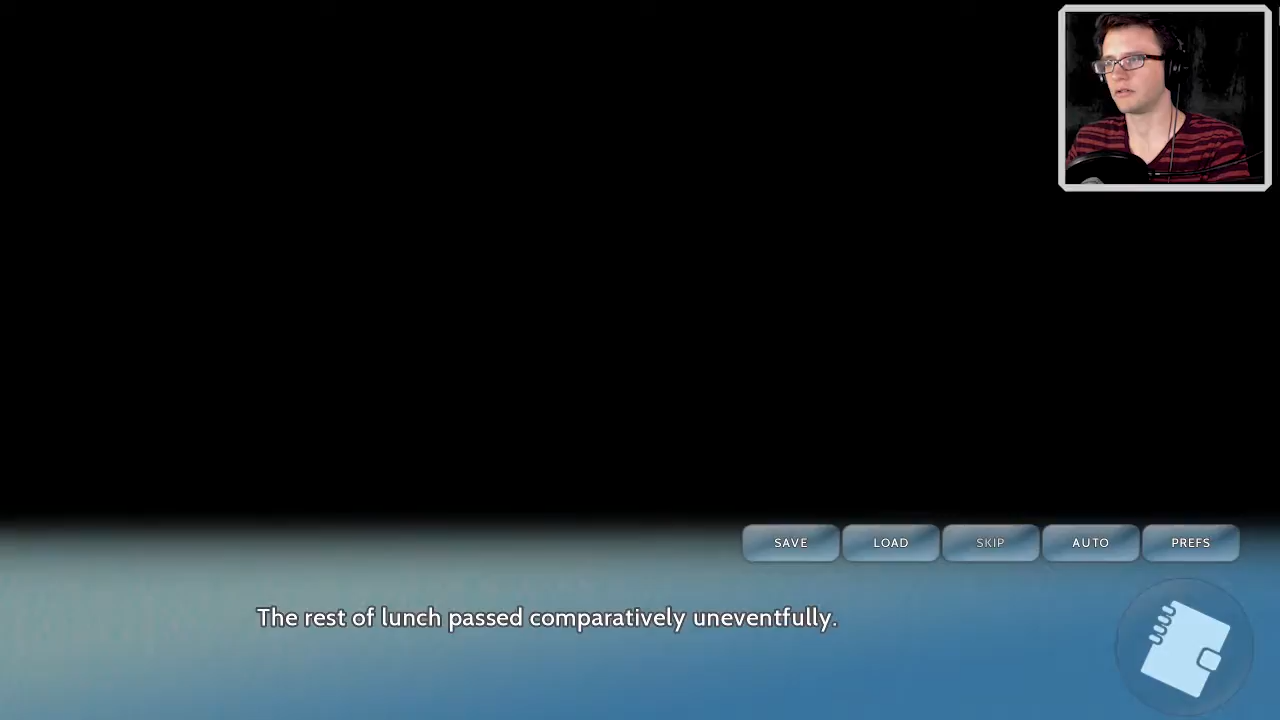 SAVE LOAD SKIP AUTO PREFS
The rest of lunch passed comparatively uneventfully.